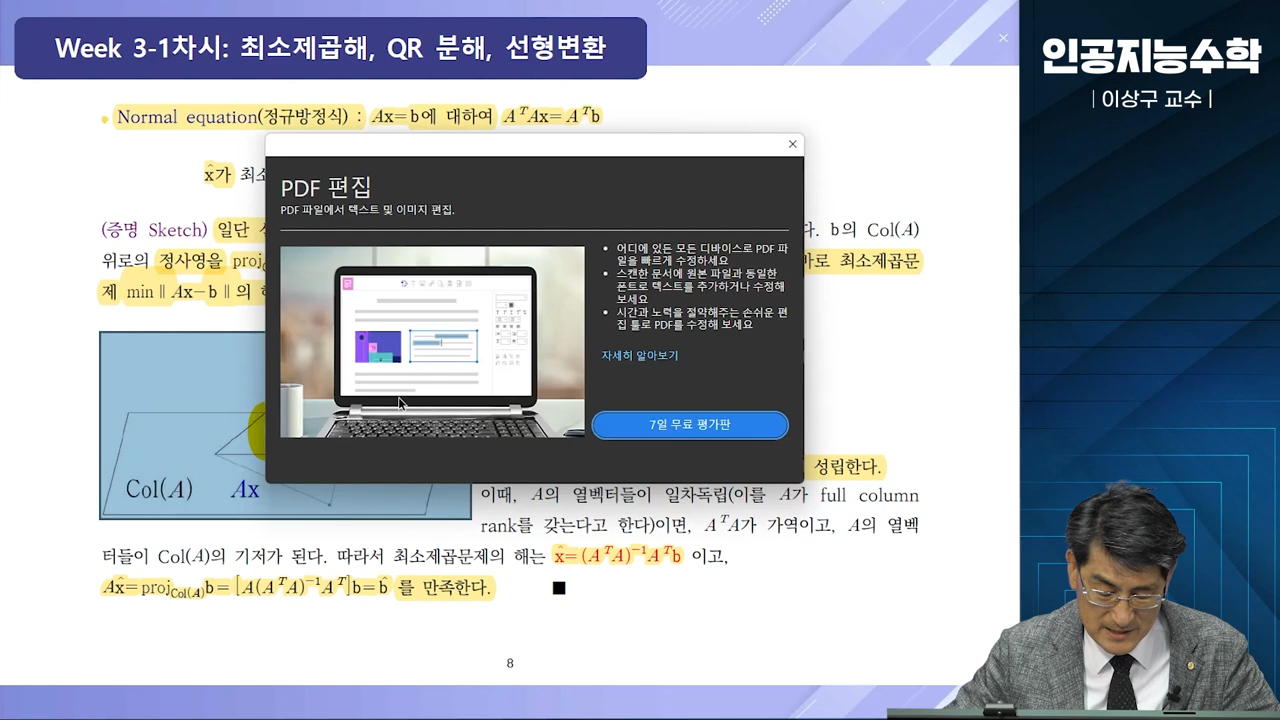 Week 3-1차시: 최소제곱해, QR 분해, 선형변환
인공지능수학
| 이상구 교수 |
• Normal equation(정규방정식) : Ax=b에 대하여 AᵀAx=Aᵀb
x̂가 최소
(증명 Sketch) 일단
다. b의 Col(A)
위로의 정사영을 proj
바로 최소제곱문
제 min ∥ Ax−b ∥의
PDF 편집
PDF 파일에서 텍스트 및 이미지 편집.
• 어디에 있든 모든 디바이스로 PDF 파
일을 빠르게 수정하세요
• 스캔한 문서에 원본 파일과 동일한
폰트로 텍스트를 추가하거나 수정해
보세요
• 시간과 노력을 절약해주는 손쉬운 편
집 툴로 PDF를 수정해 보세요
자세히 알아보기
7일 무료 평가판
Col(A) Ax
성립한다.
이때, A의 열벡터들이 일차독립(이를 A가 full column
rank를 갖는다고 한다)이면, AᵀA가 가역이고, A의 열벡
터들이 Col(A)의 기저가 된다. 따라서 최소제곱문제의 해는 x̂=(AᵀA)⁻¹Aᵀb 이고,
Ax̂=proj_Col(A)b=[A(AᵀA)⁻¹Aᵀ]b=b̂ 를 만족한다. ■
8